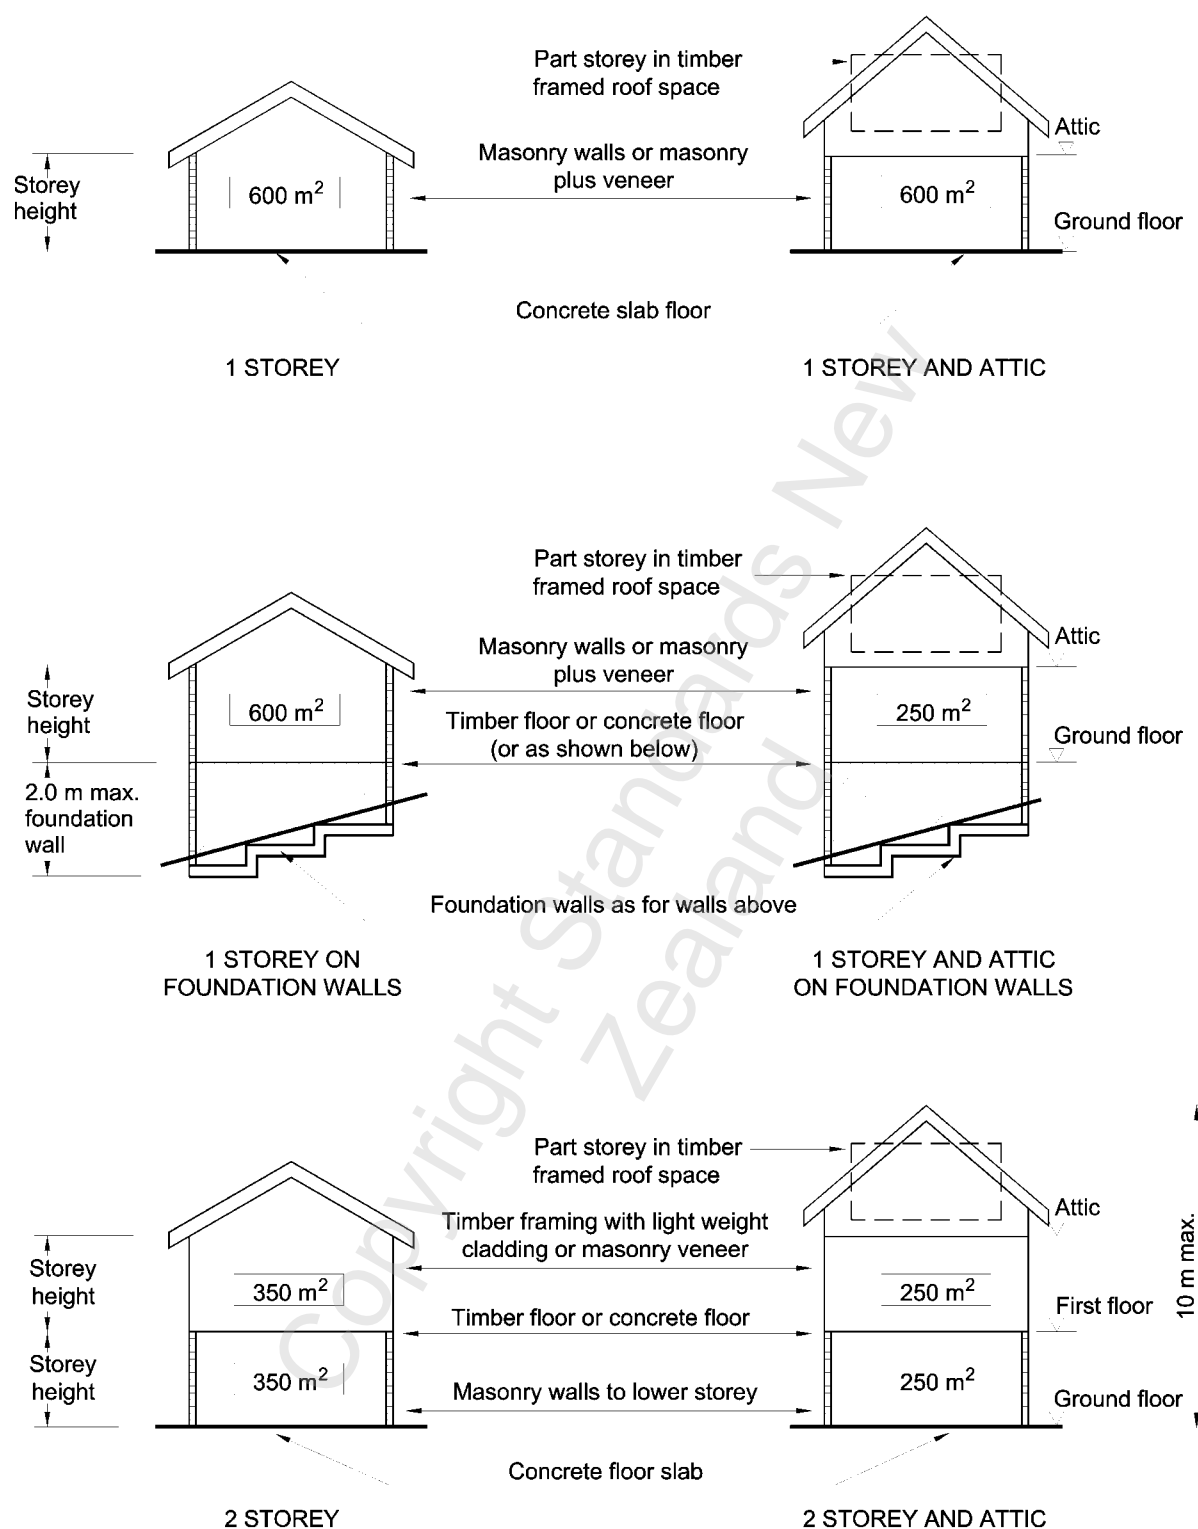 Part storey in timber
framed roof space
Attic
Masonry walls or masonry
plus veneer
Storey
height
600 m²
600 m²
Ground floor
Concrete slab floor
1 STOREY
1 STOREY AND ATTIC
Part storey in timber
framed roof space
Attic
Masonry walls or masonry
plus veneer
Storey
height
600 m²
250 m²
Timber floor or concrete floor
(or as shown below)
Ground floor
2.0 m max.
foundation
wall
Foundation walls as for walls above
1 STOREY ON
FOUNDATION WALLS
1 STOREY AND ATTIC
ON FOUNDATION WALLS
Part storey in timber
framed roof space
Attic
Timber framing with light weight
cladding or masonry veneer
Storey
height
350 m²
250 m²
10 m max.
Timber floor or concrete floor
First floor
Storey
height
350 m²
250 m²
Masonry walls to lower storey
Ground floor
Concrete floor slab
2 STOREY
2 STOREY AND ATTIC
Copyright Standards New
Zealand